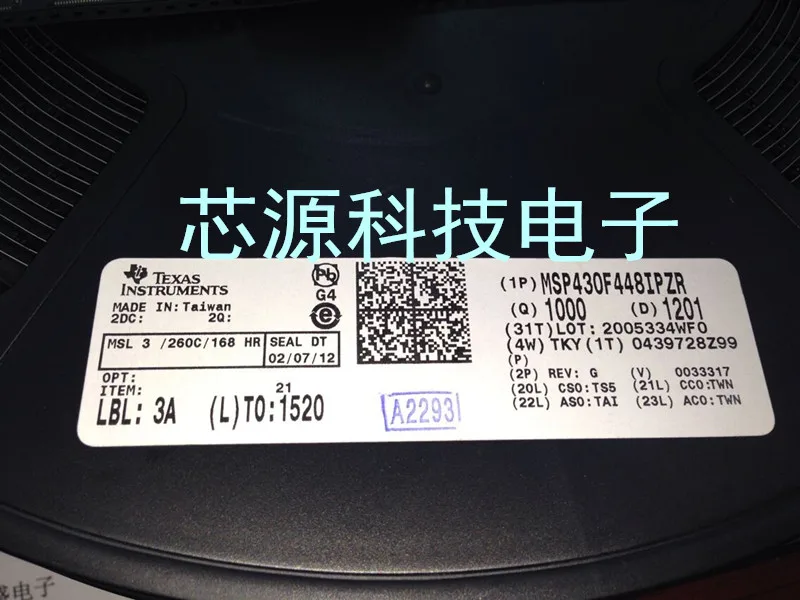 芯源科技电子
TEXAS
INSTRUMENTS
MADE IN:Taiwan
2DC: 2Q:
Pb
G4
e
MSL 3 /260C/168 HR
SEAL DT
02/07/12
OPT:
ITEM: 21
LBL: 3A (L)TO:1520
A2293
(1P) MSP430F448IPZR
(Q) 1000 (D) 1201
(31T)LOT: 2005334WFO
(4W) TKY(1T) 0439728Z99
(P)
(2P) REV: G (V) 0033317
(20L) CSO:TS5 (21L) CCO:TWN
(22L) ASO:TAI (23L) ACO:TWN
电子